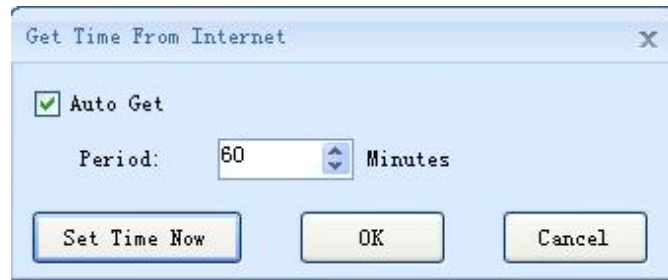 Get Time From Internet
Auto Get
Period: 60 Minutes
Set Time Now OK Cancel